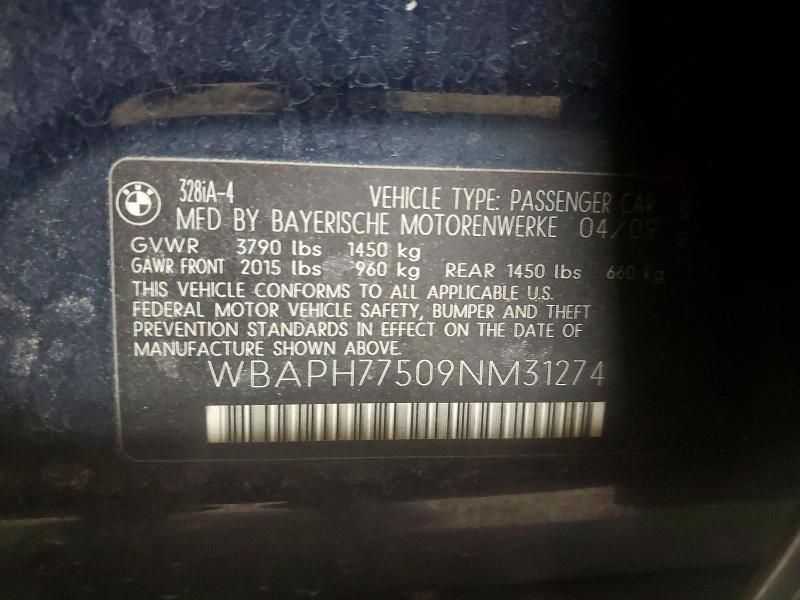 BMW
328iA-4
VEHICLE TYPE: PASSENGER CAR
MFD BY BAYERISCHE MOTORENWERKE 04/09
GVWR 3790 lbs 1450 kg
GAWR FRONT 2015 lbs 960 kg REAR 1450 lbs 660 kg
THIS VEHICLE CONFORMS TO ALL APPLICABLE U.S.
FEDERAL MOTOR VEHICLE SAFETY, BUMPER AND THEFT
PREVENTION STANDARDS IN EFFECT ON THE DATE OF
MANUFACTURE SHOWN ABOVE.
WBAPH77509NM31274